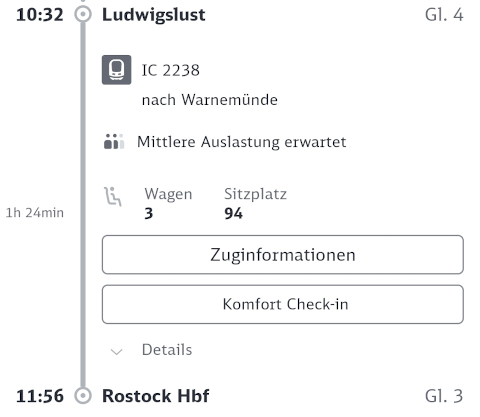 10:32 Ludwigslust Gl. 4
IC 2238
nach Warnemünde
Mittlere Auslastung erwartet
Wagen Sitzplatz
1h 24min 3 94
Zuginformationen
Komfort Check-in
Details
11:56 Rostock Hbf Gl. 3